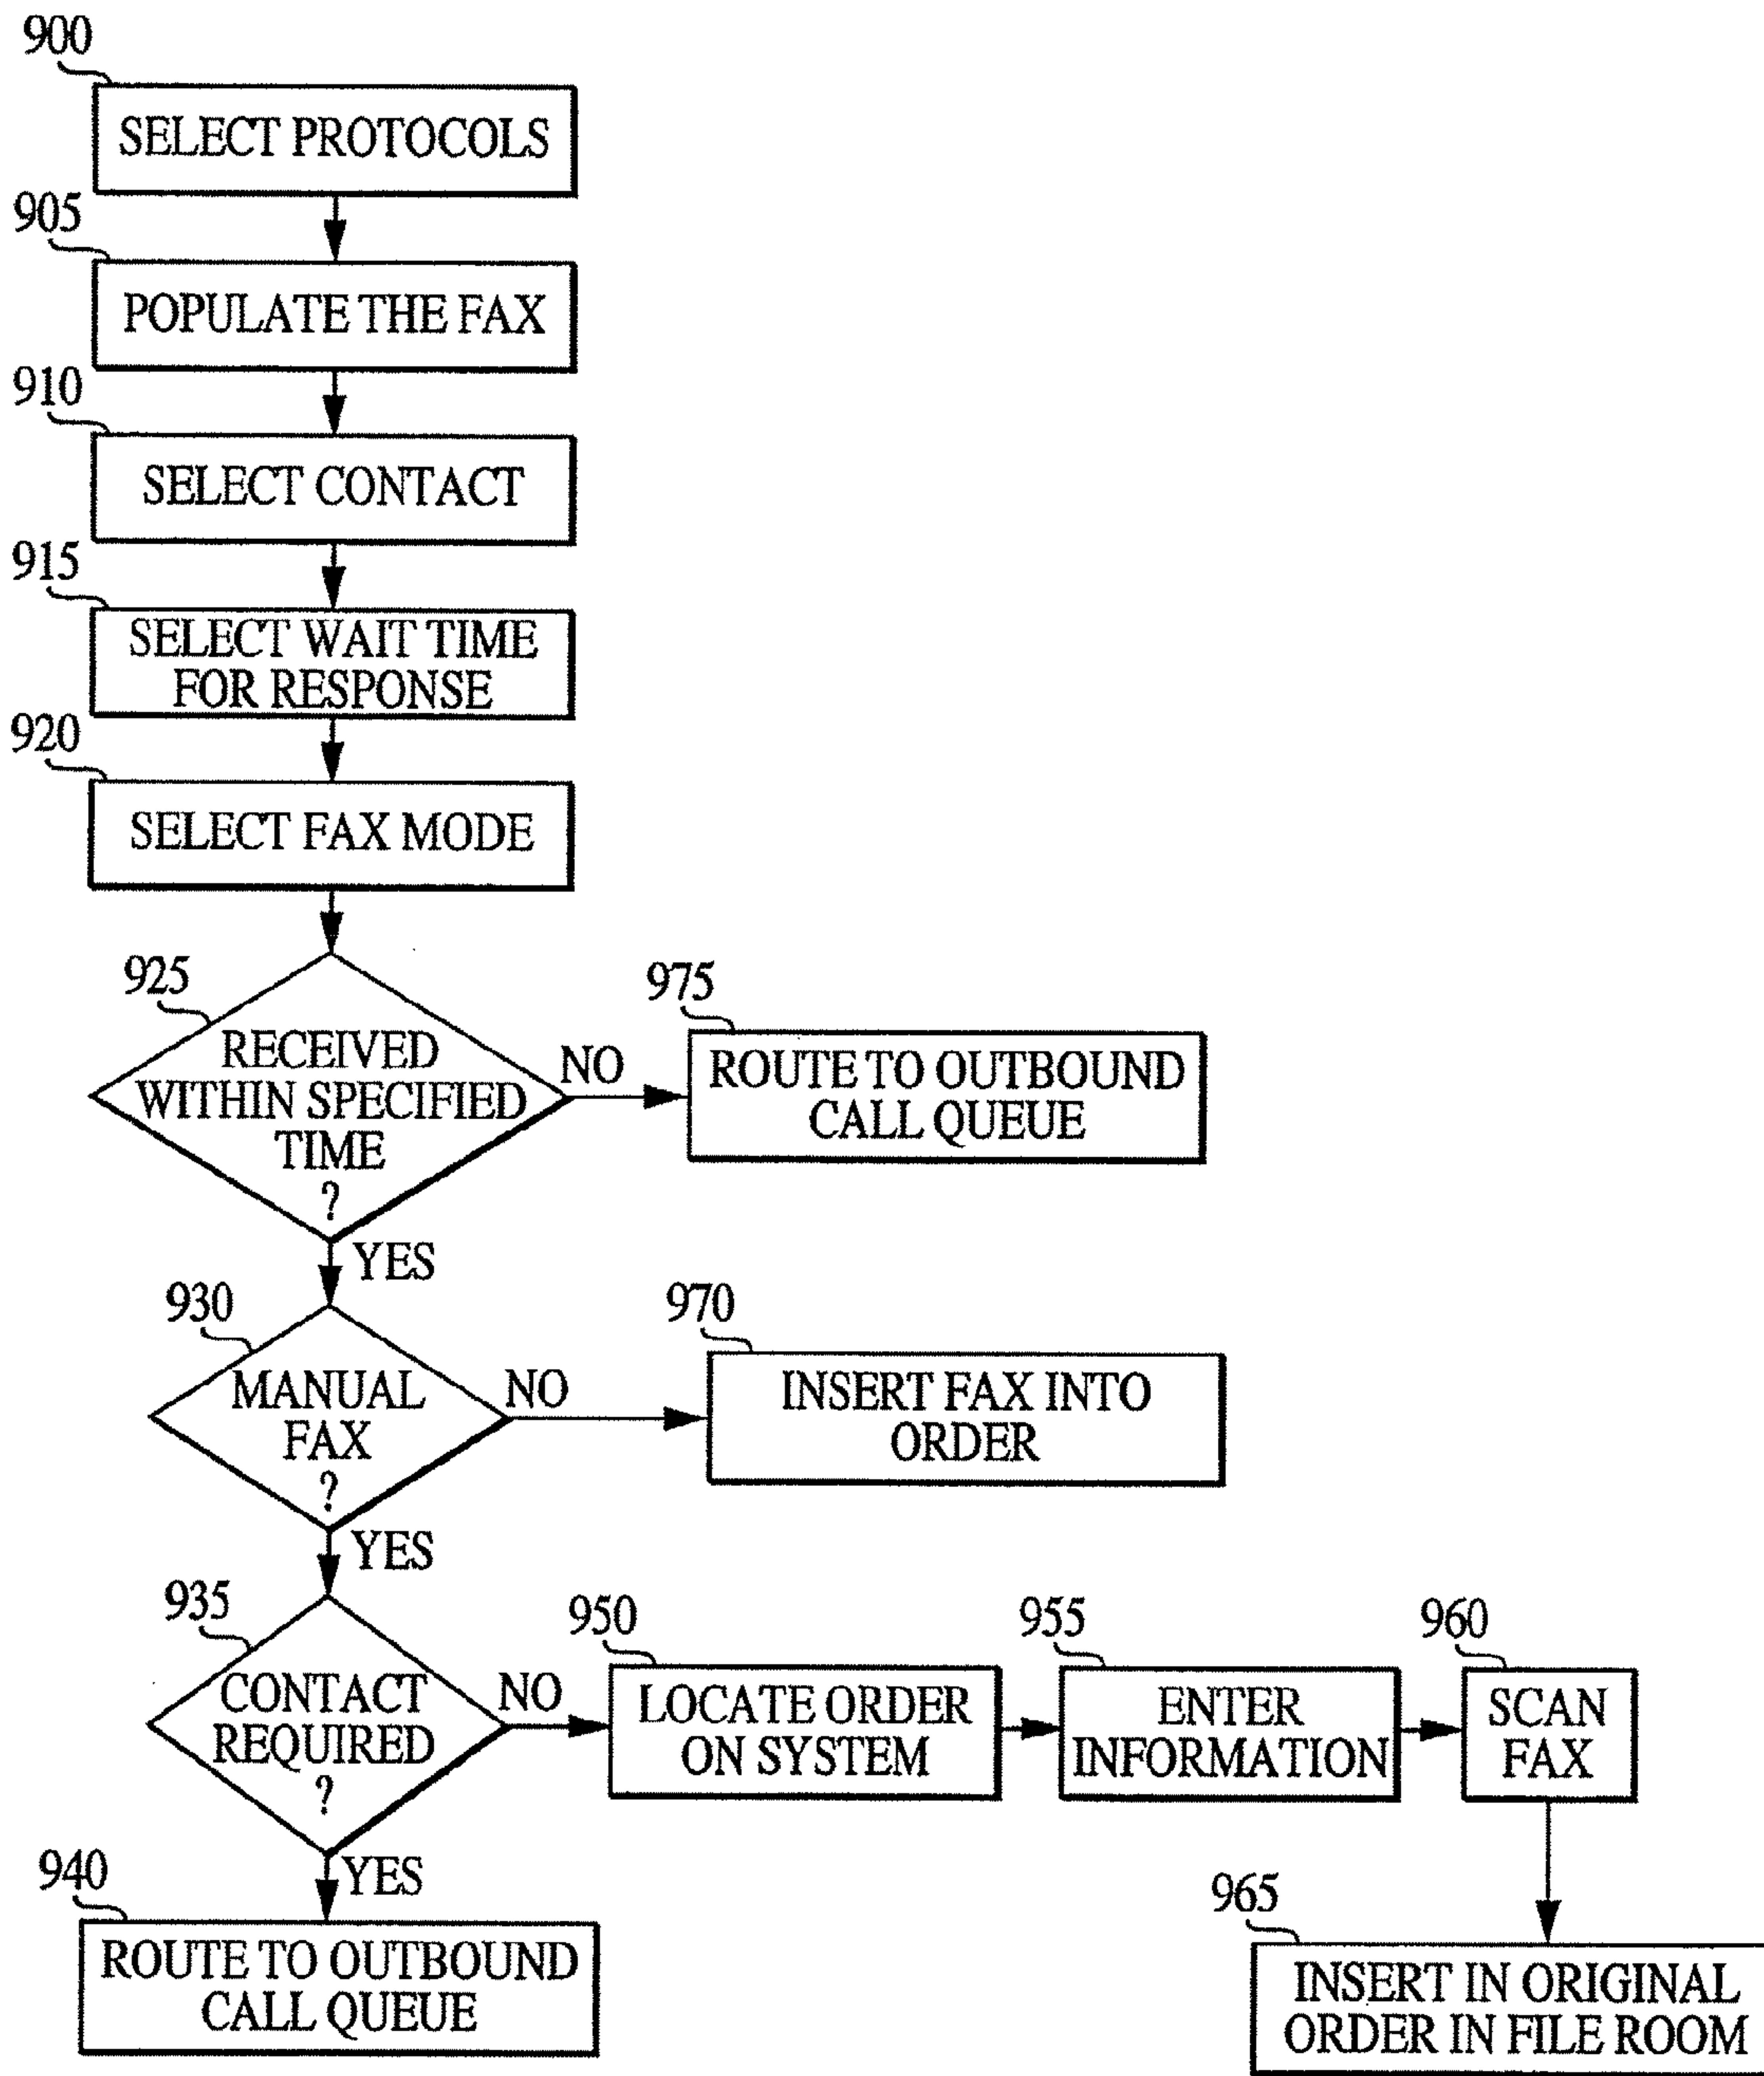 900
SELECT PROTOCOLS
905
POPULATE THE FAX
910
SELECT CONTACT
915
SELECT WAIT TIME
FOR RESPONSE
920
SELECT FAX MODE
925
RECEIVED
WITHIN SPECIFIED
TIME
?
NO
975
ROUTE TO OUTBOUND
CALL QUEUE
YES
930
MANUAL
FAX
?
NO
970
INSERT FAX INTO
ORDER
YES
935
CONTACT
REQUIRED
?
NO
950
LOCATE ORDER
ON SYSTEM
955
ENTER
INFORMATION
960
SCAN
FAX
YES
940
ROUTE TO OUTBOUND
CALL QUEUE
965
INSERT IN ORIGINAL
ORDER IN FILE ROOM